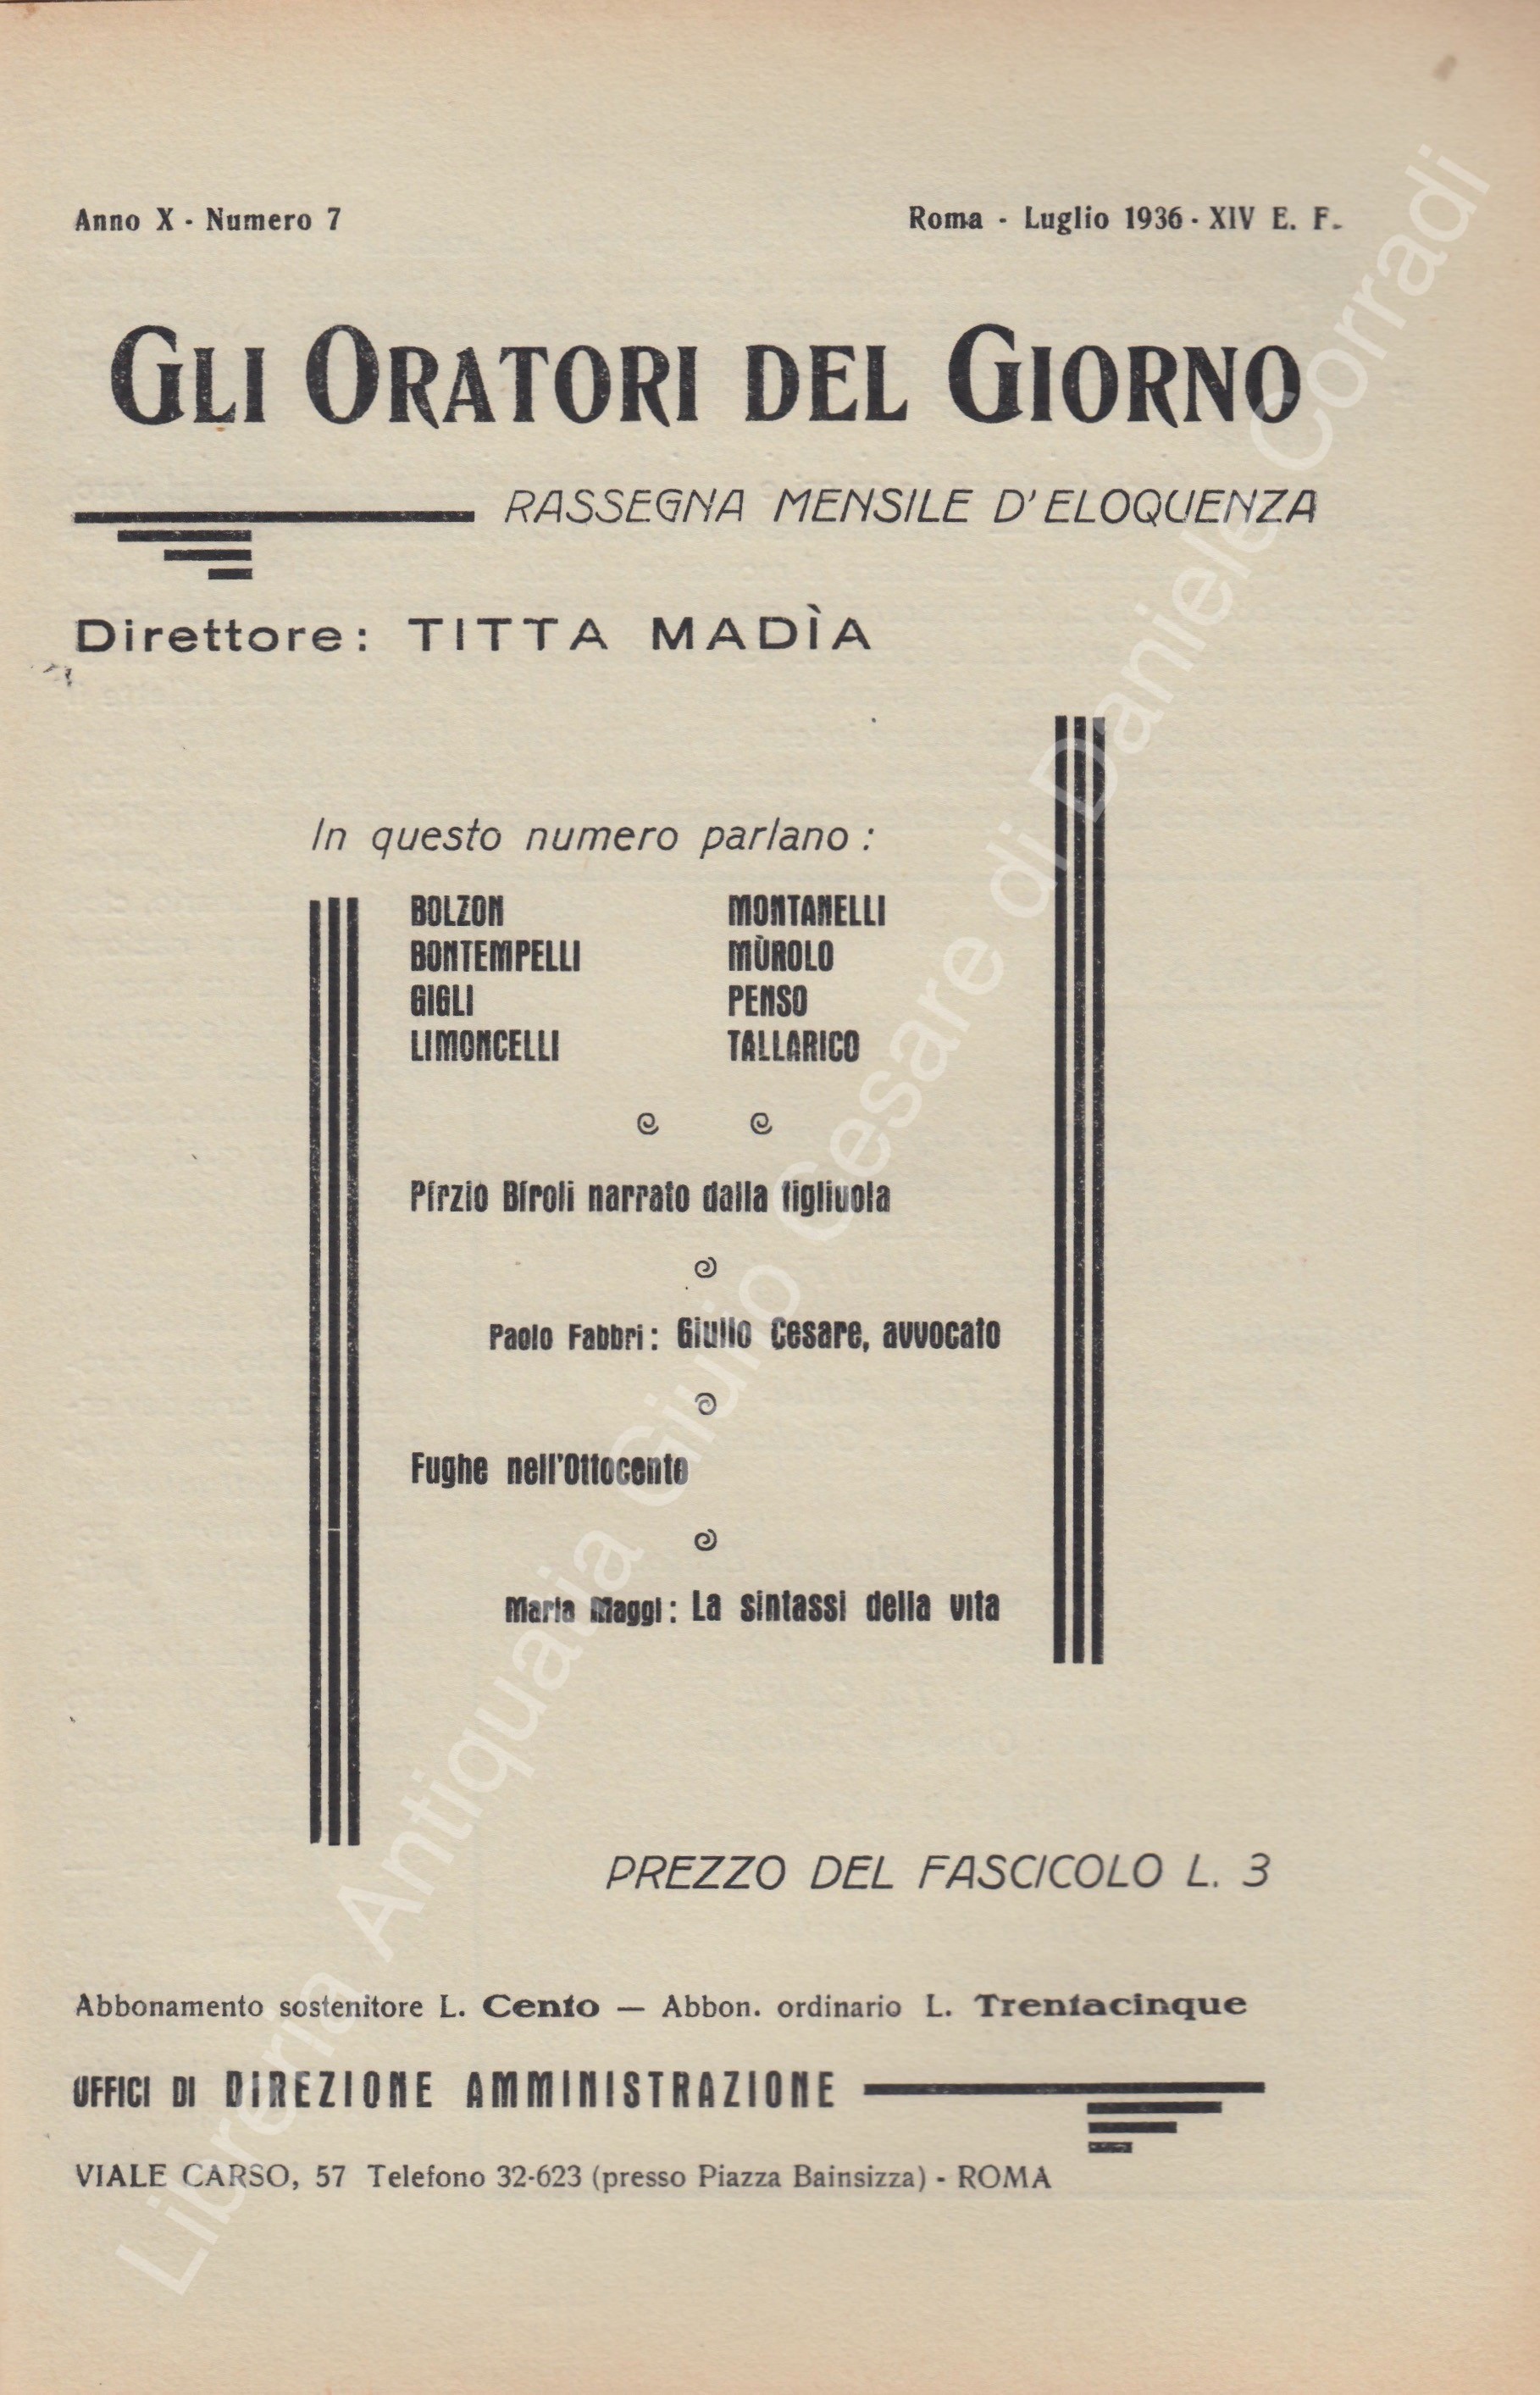 Anno X - Numero 7
Roma - Luglio 1936 - XIV E. F.
GLI ORATORI DEL GIORNO
RASSEGNA MENSILE D'ELOQUENZA
Direttore: TITTA MADÌA
In questo numero parlano :
BOLZON
BONTEMPELLI
GIGLI
LIMONCELLI
MONTANELLI
MÙROLO
PENSO
TALLARICO
Pirzio Biroli narrato dalla figliuola
Paolo Fabbri: Giulio Cesare, avvocato
Fughe nell'Ottocento
Maria Maggi: La sintassi della vita
PREZZO DEL FASCICOLO L. 3
Abbonamento sostenitore L. Cento — Abbon. ordinario L. Trentacinque
UFFICI DI DIREZIONE AMMINISTRAZIONE
VIALE CARSO, 57 Telefono 32-623 (presso Piazza Bainsizza) - ROMA
Libreria Antiquaria Giulio Cesare di Daniele Corradi